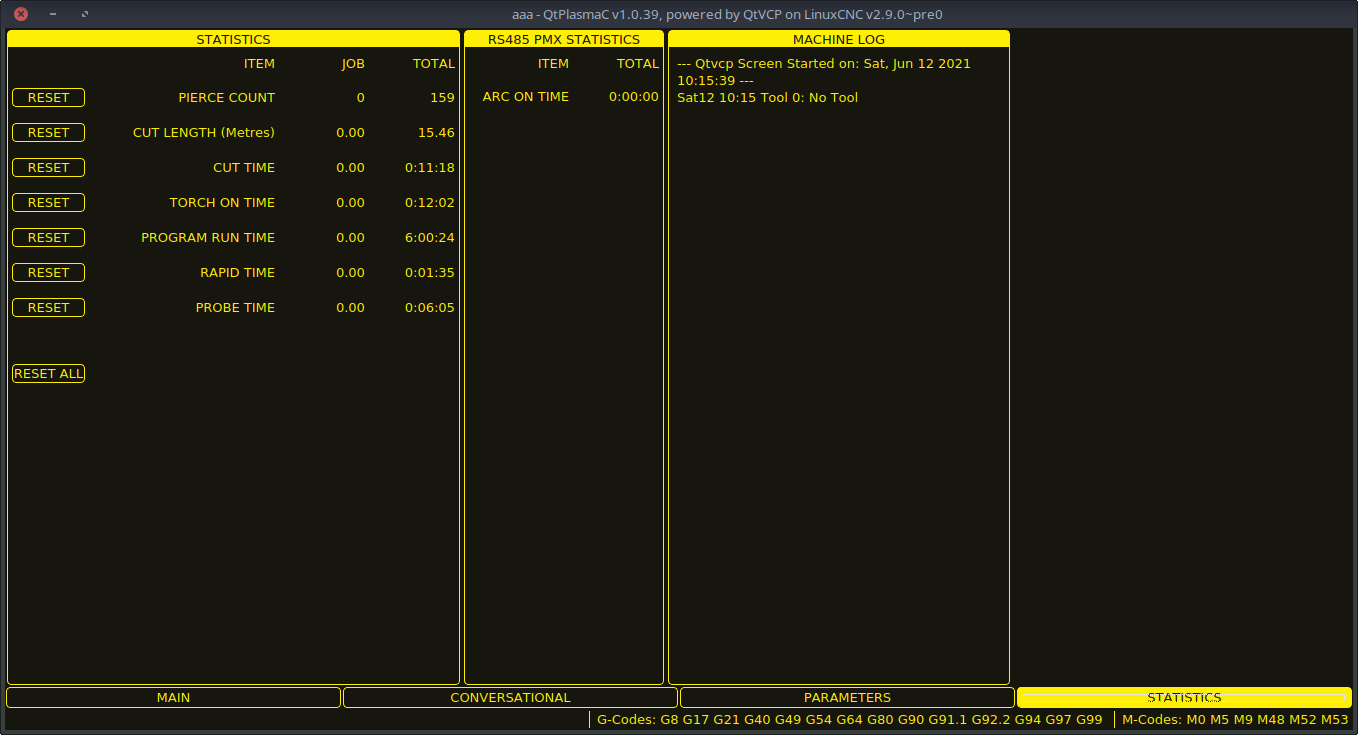 aaa - QtPlasmaC v1.0.39, powered by QtVCP on LinuxCNC v2.9.0~pre0
STATISTICS
ITEM JOB TOTAL
RESET PIERCE COUNT 0 159
RESET CUT LENGTH (Metres) 0.00 15.46
RESET CUT TIME 0.00 0:11:18
RESET TORCH ON TIME 0.00 0:12:02
RESET PROGRAM RUN TIME 0.00 6:00:24
RESET RAPID TIME 0.00 0:01:35
RESET PROBE TIME 0.00 0:06:05
RESET ALL
RS485 PMX STATISTICS
ITEM TOTAL
ARC ON TIME 0:00:00
MACHINE LOG
--- Qtvcp Screen Started on: Sat, Jun 12 2021
10:15:39 ---
Sat12 10:15 Tool 0: No Tool
MAIN CONVERSATIONAL PARAMETERS STATISTICS
G-Codes: G8 G17 G21 G40 G49 G54 G64 G80 G90 G91.1 G92.2 G94 G97 G99 M-Codes: M0 M5 M9 M48 M52 M53